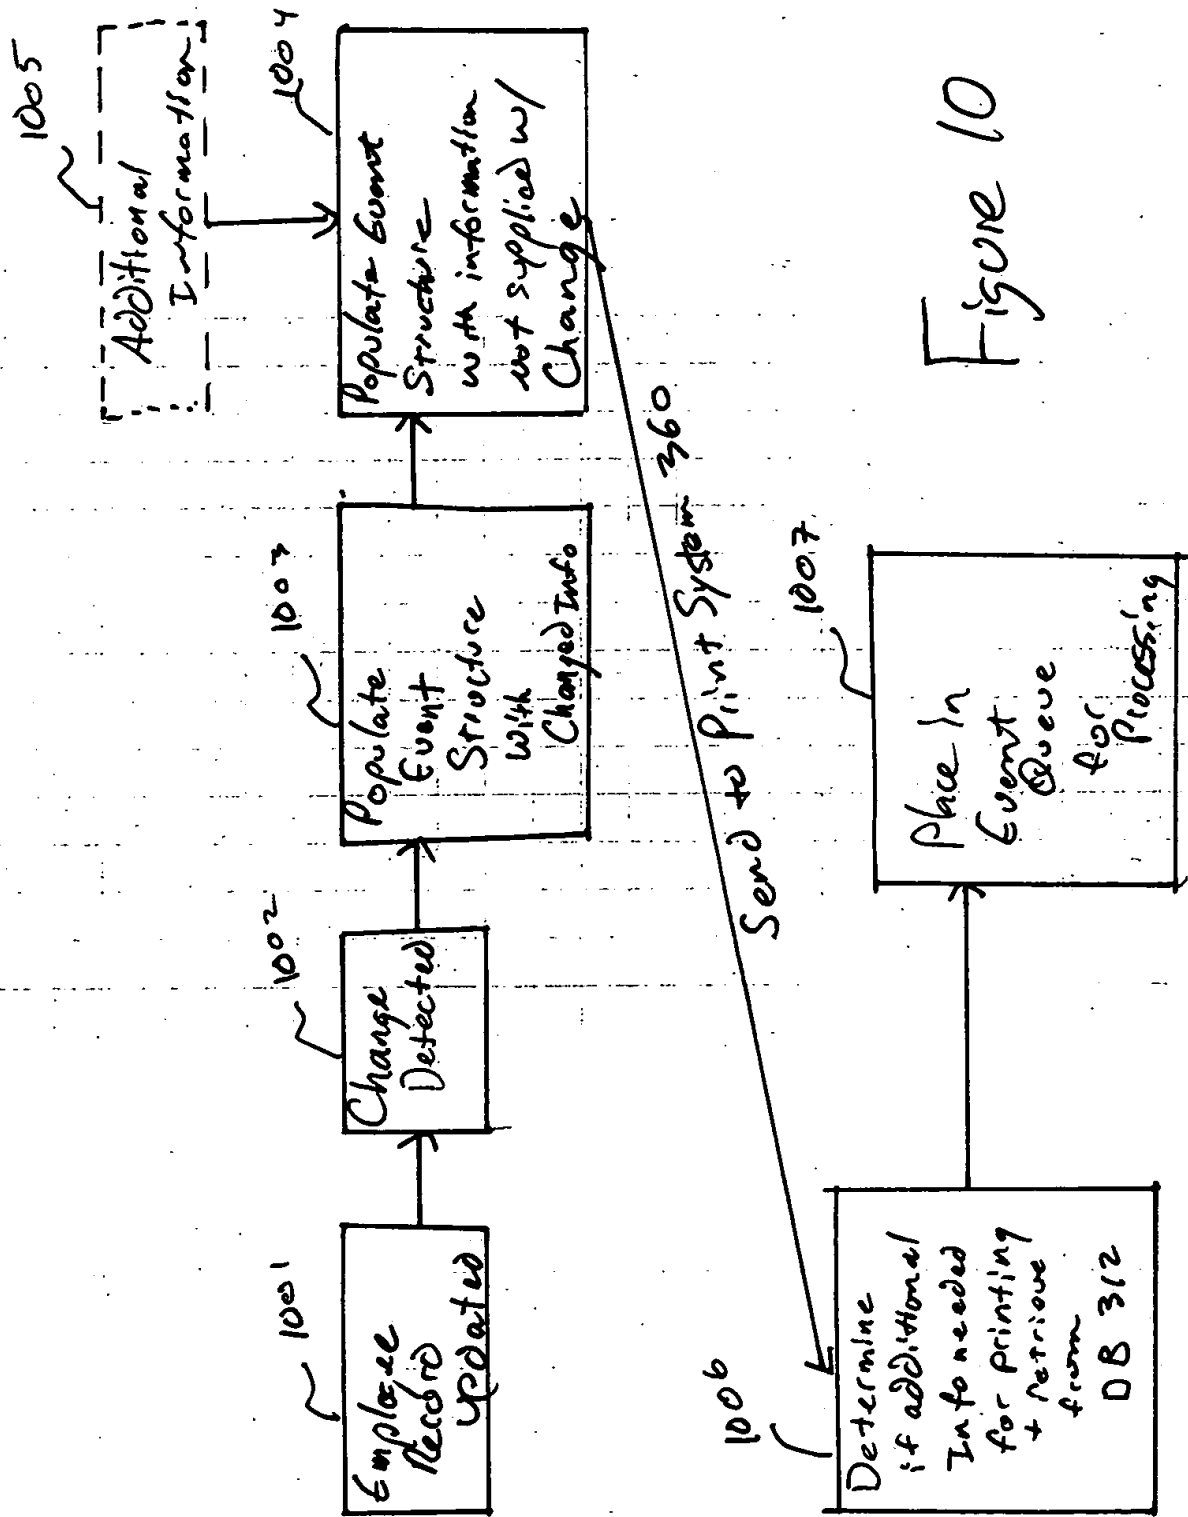 1001
Employee
Record
updated
1002
Change
Detected
1003
Populate
Event
Structure
with
Changed Info
1004
Populate Event
Structure
with information
not supplied w/
Change
1005
Additional
Information
Send to Print System 360
1006
Determine
if additional
Info needed
for printing
+ retrieve
from
DB 312
1007
Place In
Event
Queue
for
Processing
Figure 10